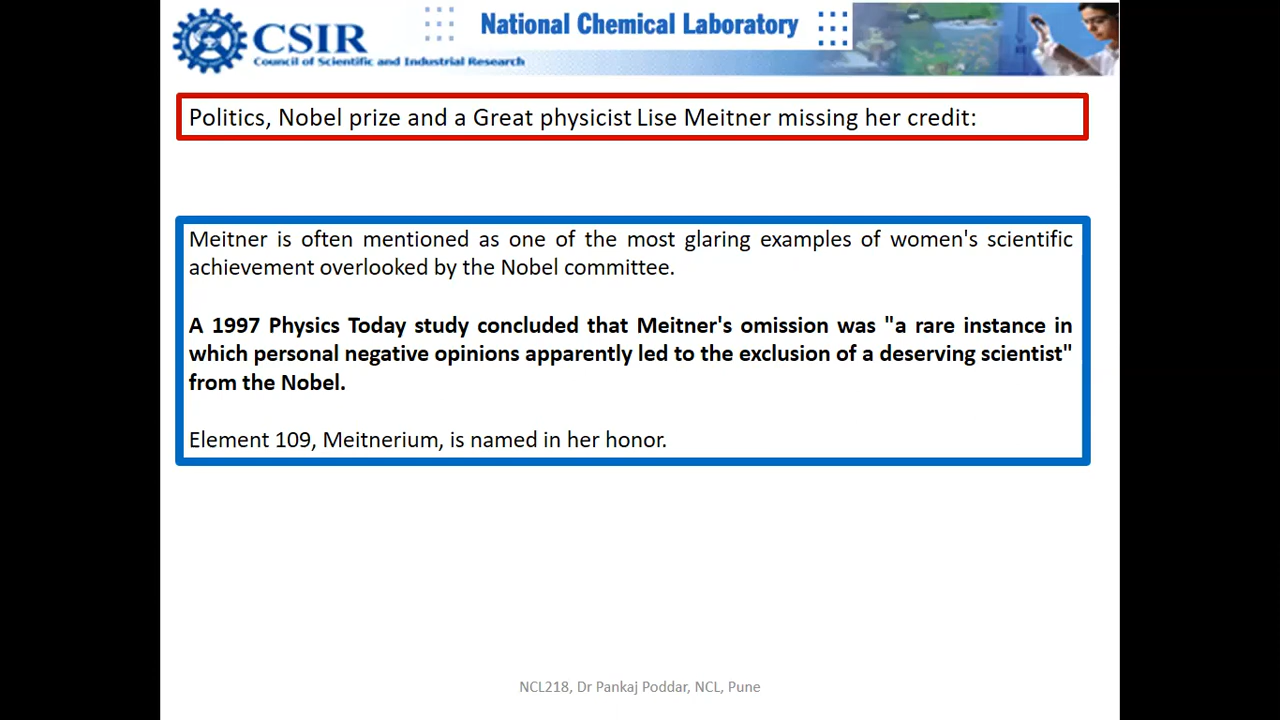 CSIR
Council of Scientific and Industrial Research
National Chemical Laboratory
Politics, Nobel prize and a Great physicist Lise Meitner missing her credit:
Meitner is often mentioned as one of the most glaring examples of women's scientific
achievement overlooked by the Nobel committee.
A 1997 Physics Today study concluded that Meitner's omission was "a rare instance in
which personal negative opinions apparently led to the exclusion of a deserving scientist"
from the Nobel.
Element 109, Meitnerium, is named in her honor.
NCL218, Dr Pankaj Poddar, NCL, Pune